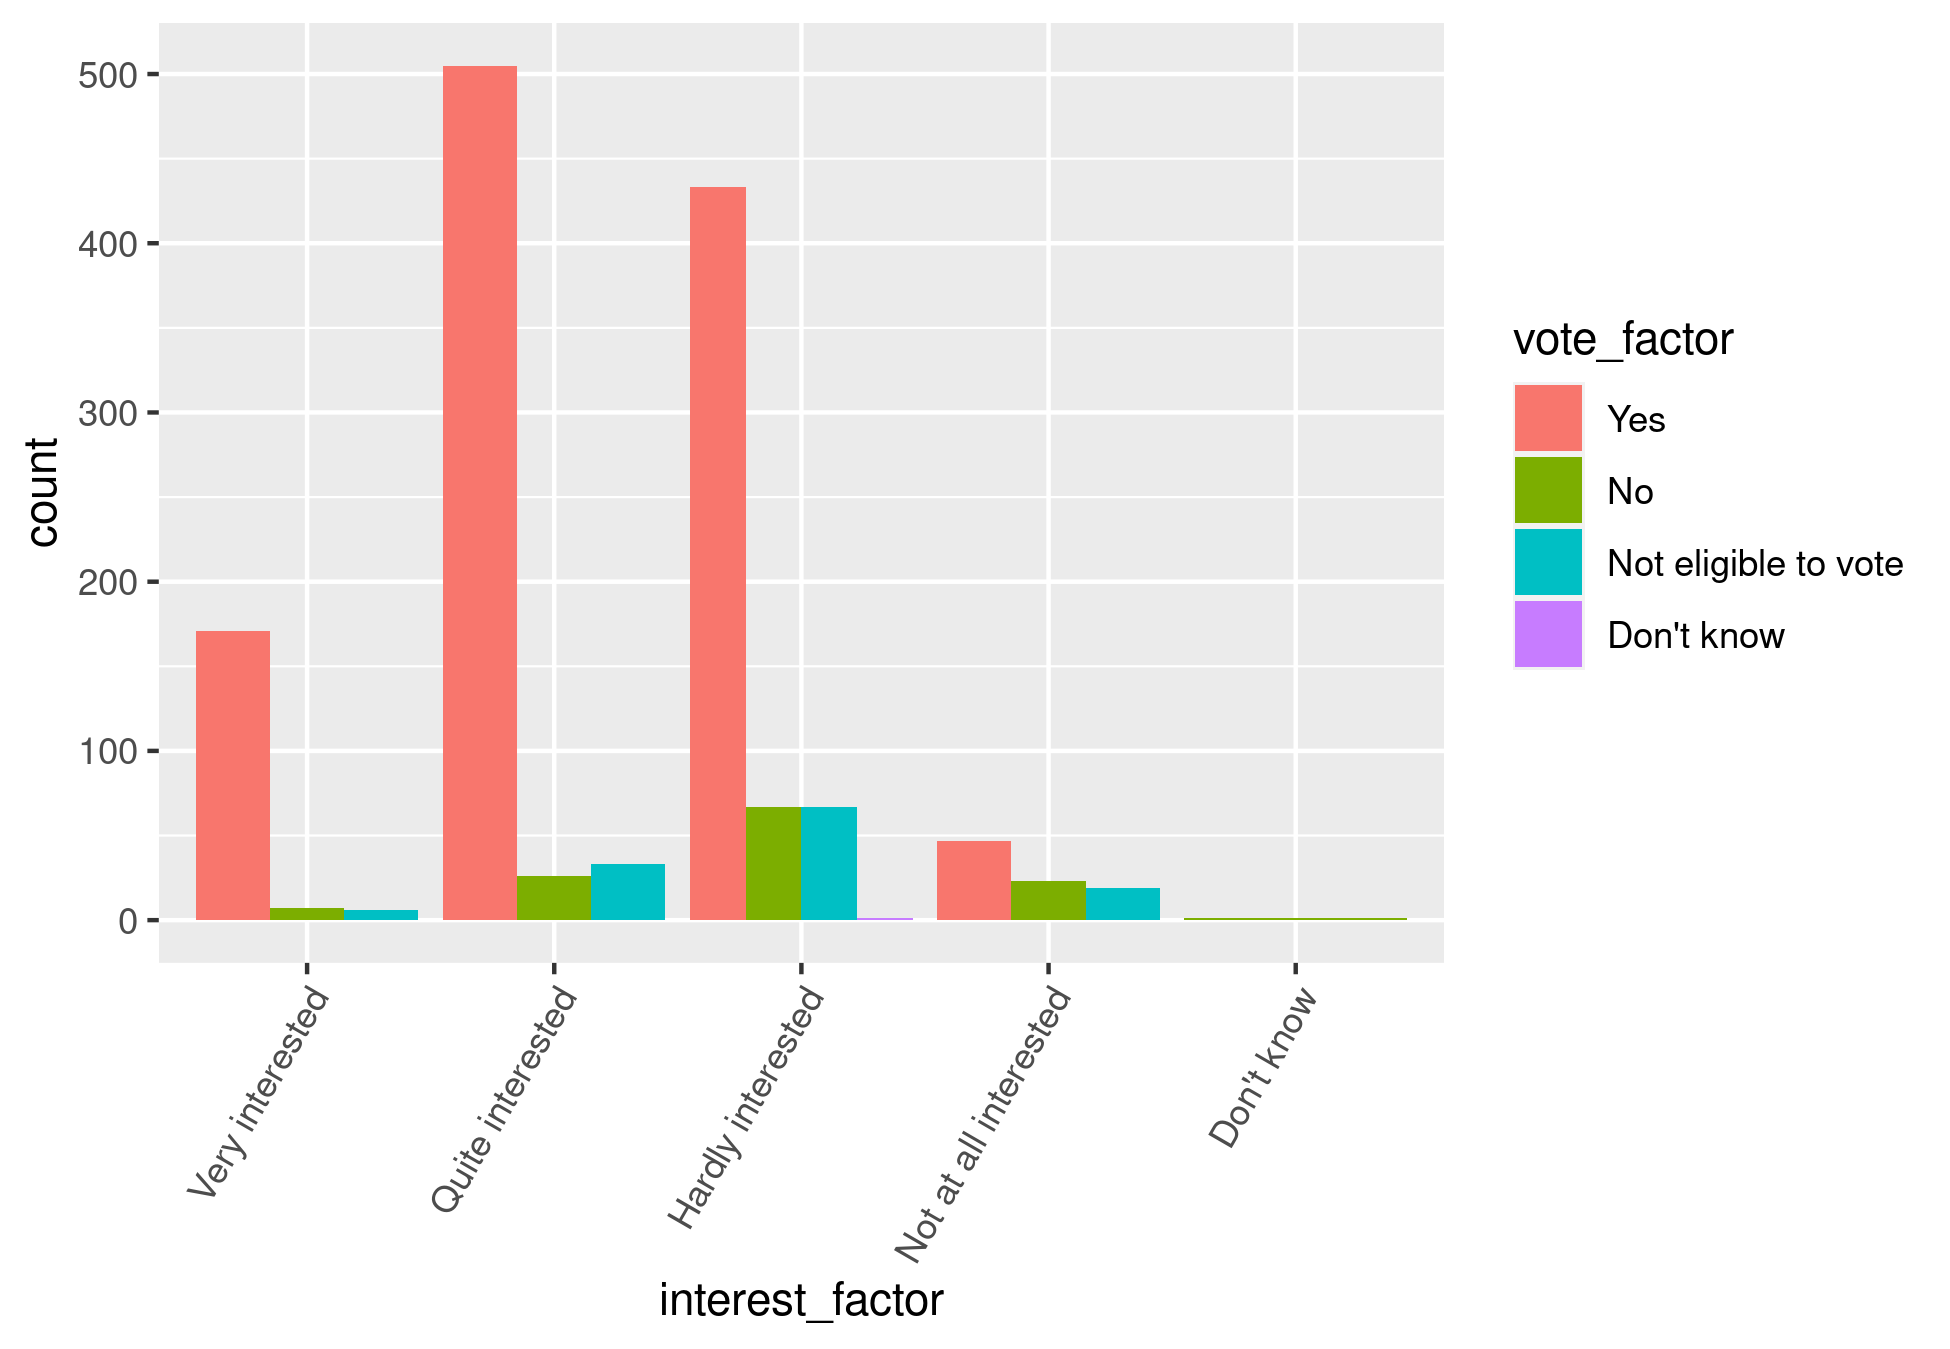 500
400
300
200
100
0
count
Very interested
Quite interested
Hardly interested
Not at all interested
Don't know
interest_factor
vote_factor
Yes
No
Not eligible to vote
Don't know